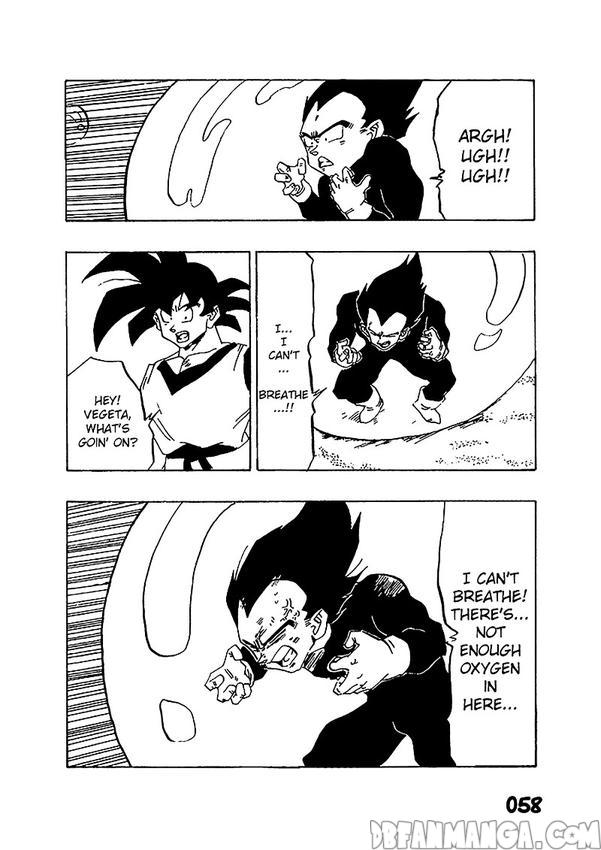 ARGH!
UGH!!
UGH!!
HEY!
VEGETA,
WHAT'S
GOIN' ON?
I...
I
CAN'T
...
BREATHE
...!!
I CAN'T
BREATHE!
THERE'S...
NOT
ENOUGH
OXYGEN
IN
HERE...
058
DBFANMANGA.COM